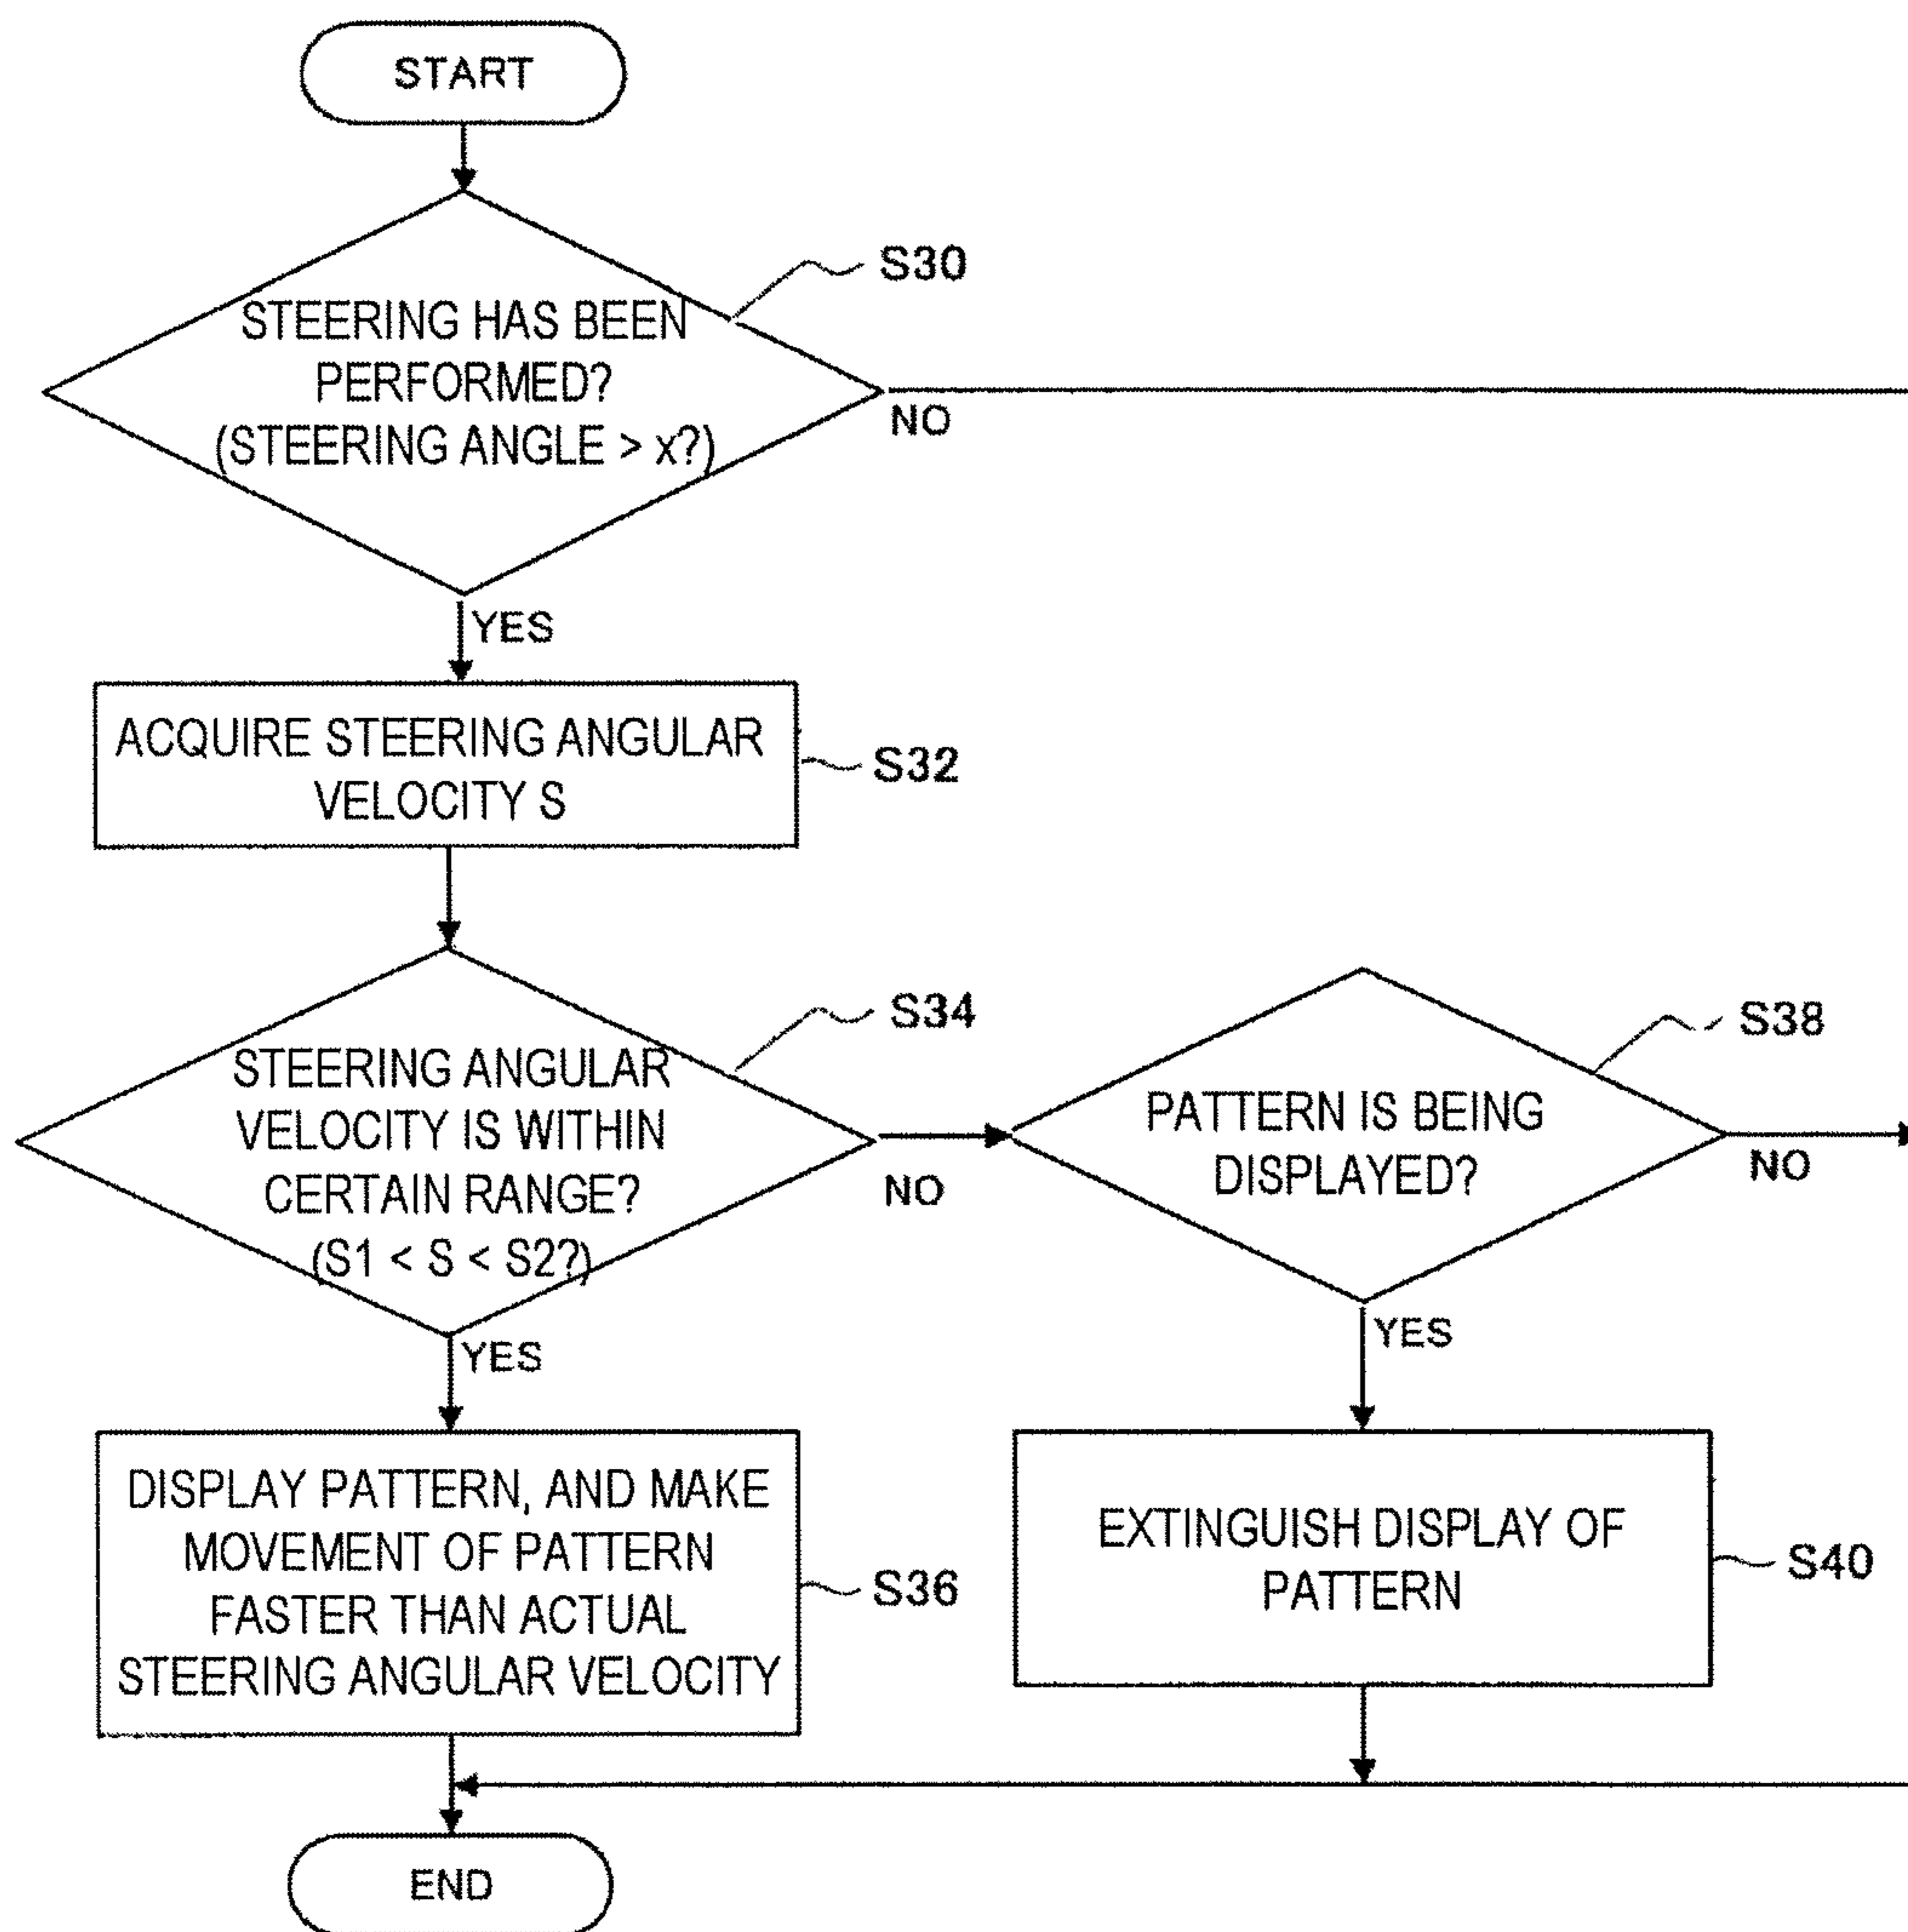 START
S30
STEERING HAS BEEN
PERFORMED?
(STEERING ANGLE > x?)
NO
YES
ACQUIRE STEERING ANGULAR
VELOCITY S
S32
S34
STEERING ANGULAR
VELOCITY IS WITHIN
CERTAIN RANGE?
(S1 < S < S2?)
NO
YES
S38
PATTERN IS BEING
DISPLAYED?
NO
YES
DISPLAY PATTERN, AND MAKE
MOVEMENT OF PATTERN
FASTER THAN ACTUAL
STEERING ANGULAR VELOCITY
S36
EXTINGUISH DISPLAY OF
PATTERN
S40
END